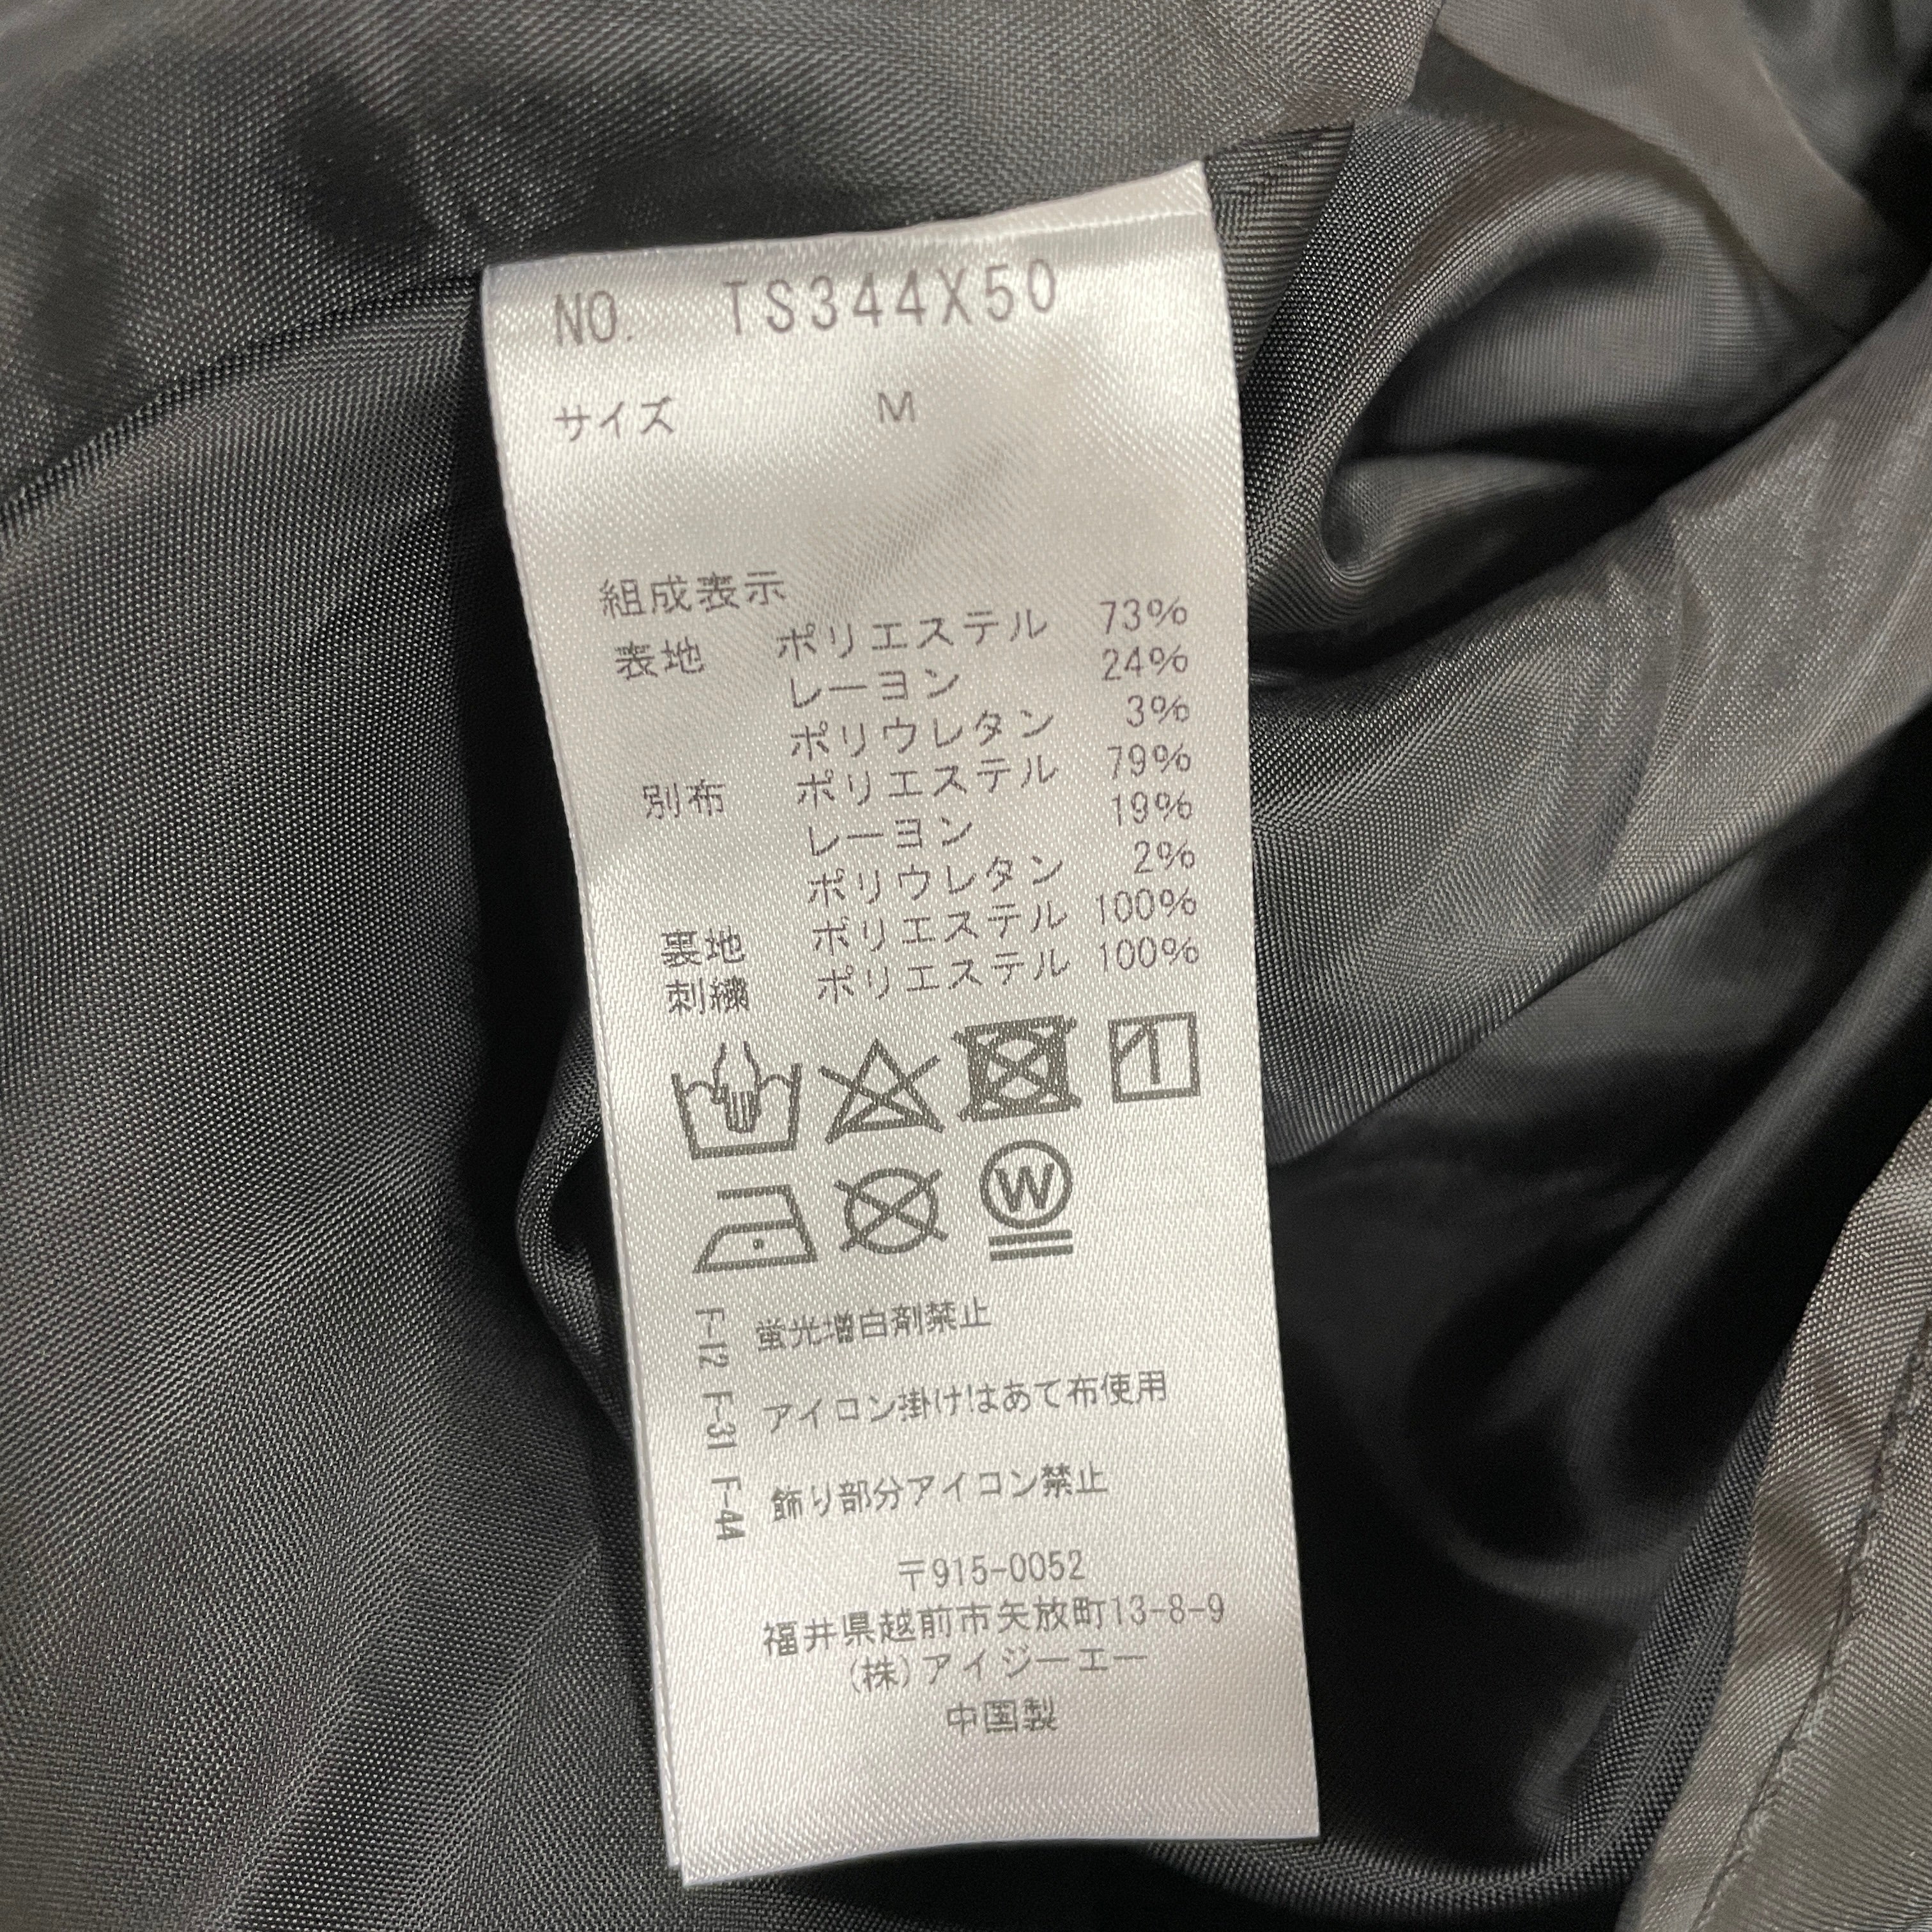 NO. TS344X50
サイズ M
組成表示
表地 ポリエステル 73%
レーヨン 24%
ポリウレタン 3%
別布 ポリエステル 79%
レーヨン 19%
ポリウレタン 2%
裏地 ポリエステル 100%
刺繍 ポリエステル 100%
W
F-12 蛍光増白剤禁止
F-31 アイロン掛けはあて布使用
F-44 飾り部分アイロン禁止
〒915-0052
福井県越前市矢放町13-8-9
(株)アイジーエー
中国製